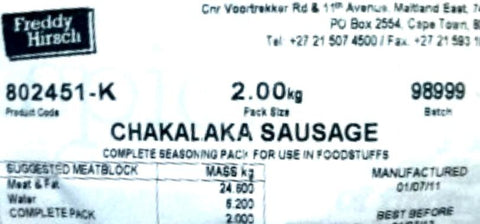 Freddy
Hirsch
Cnr Voortrekker Rd & 11th Avenue, Maitland East,
PO Box 2554, Cape Town,
Tel: +27 21 507 4500 / Fax: +27 21 593
802451-K
2.00kg
98999
Product Code
Pack Size
Batch
CHAKALAKA SAUSAGE
COMPLETE SEASONING PACK FOR USE IN FOODSTUFFS
SUGGESTED MEATBLOCK MASS kg
MANUFACTURED
Meat & Fat 24.600
01/07/11
Water 6.200
COMPLETE PACK 2.000
BEST BEFORE